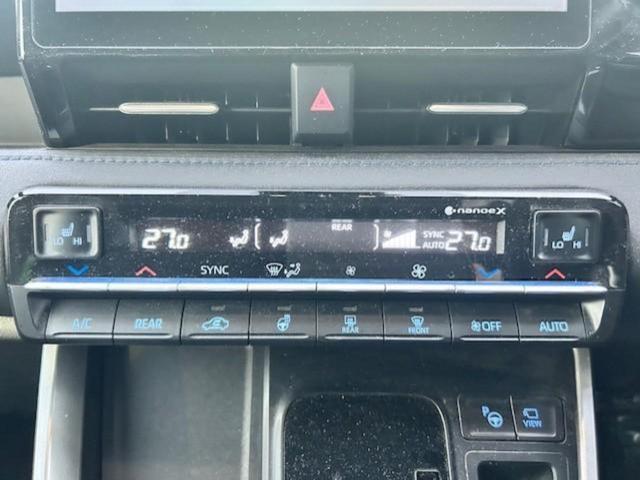 nanoeX
REAR
LO HI
27.0
SYNC
AUTO
27.0
LO HI
SYNC
A/C
REAR
REAR
FRONT
OFF
AUTO
P
VIEW